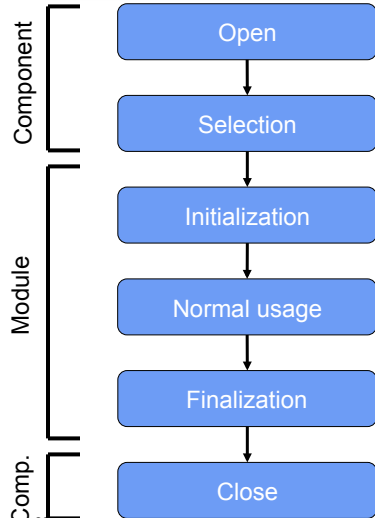 Component
Open
Selection
Module
Initialization
Normal usage
Finalization
Comp.
Close